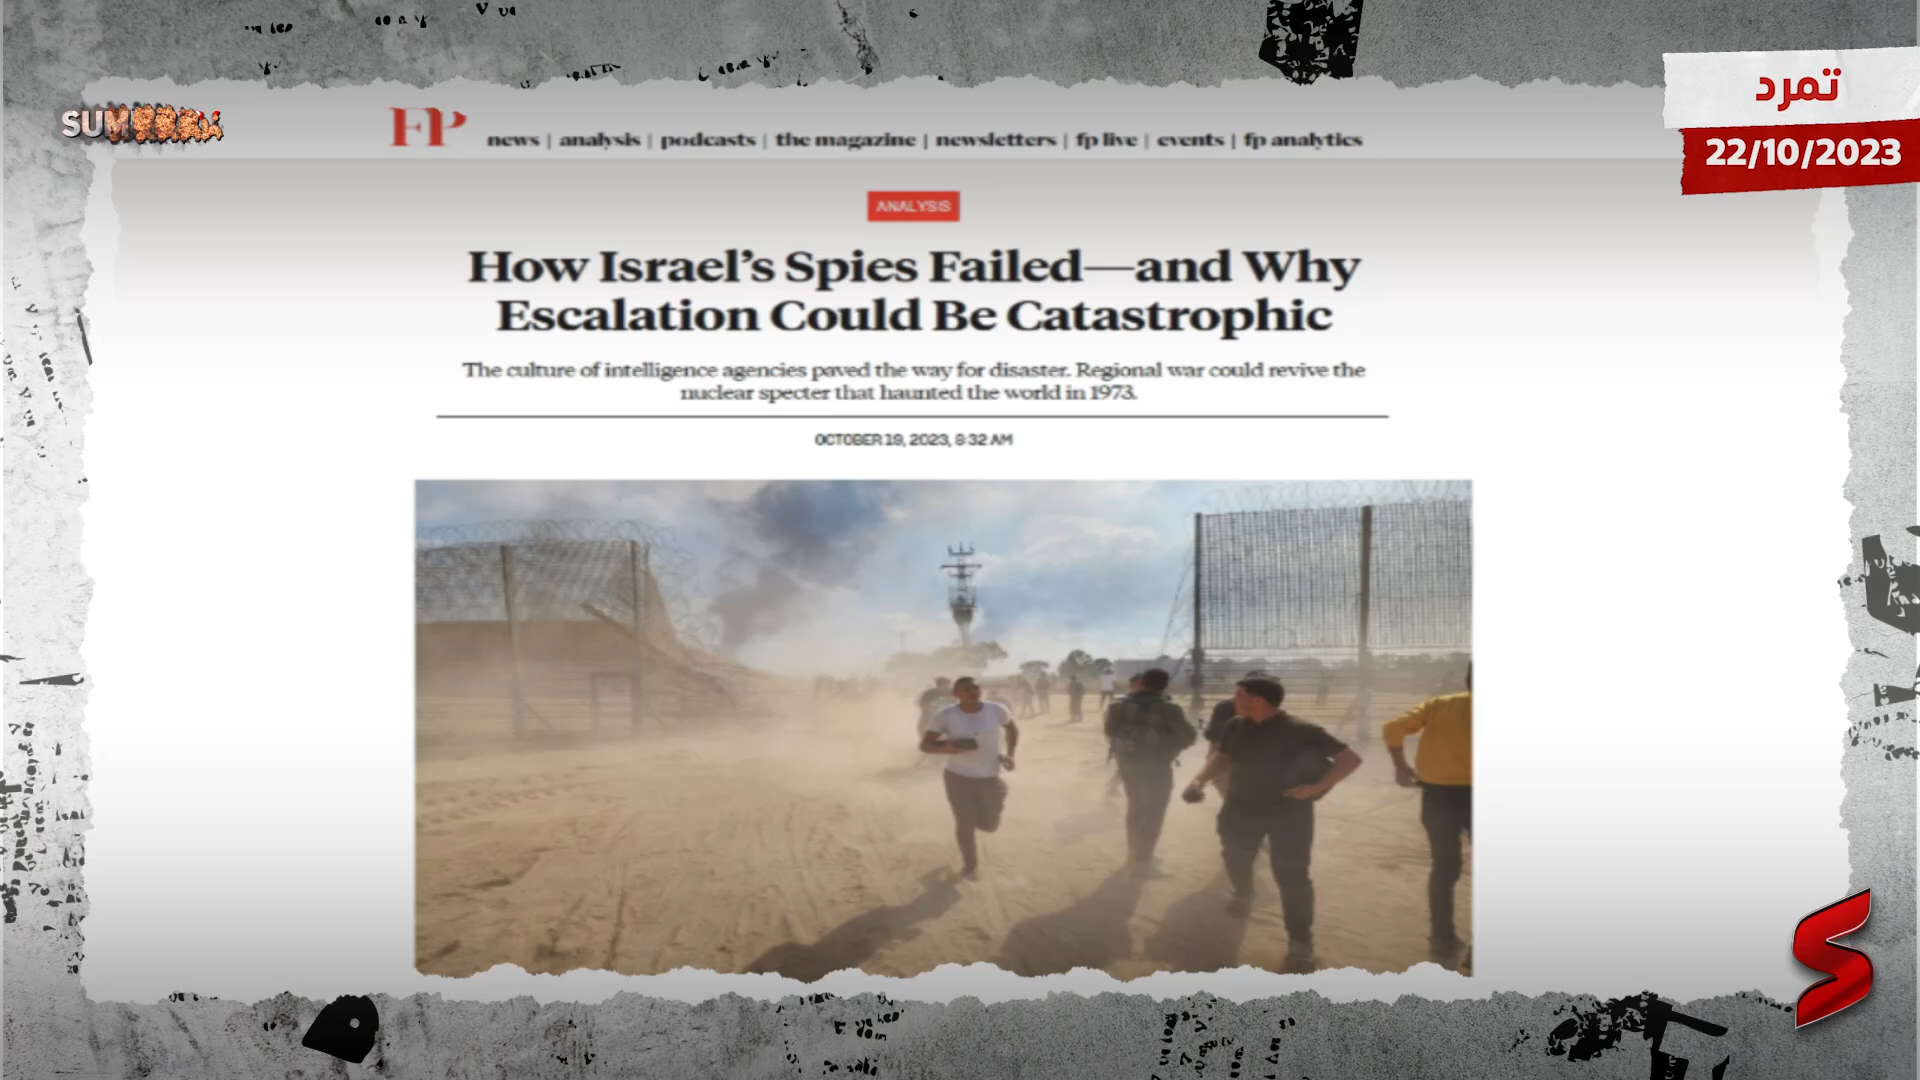 تمرد
22/10/2023
SUM
FP
news | analysis | podcasts | the magazine | newsletters | fp live | events | fp analytics
ANALYSIS
How Israel's Spies Failed—and Why
Escalation Could Be Catastrophic
The culture of intelligence agencies paved the way for disaster. Regional war could revive the
nuclear specter that haunted the world in 1973.
OCTOBER 19, 2023, 9:32 AM
S